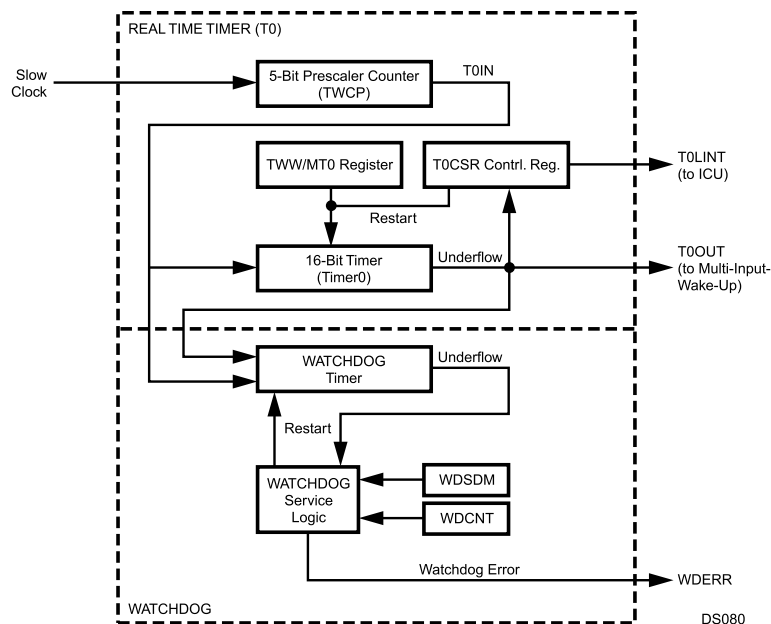 REAL TIME TIMER (T0)
Slow
Clock
5-Bit Prescaler Counter
(TWCP)
T0IN
TWW/MT0 Register
T0CSR Contrl. Reg.
T0LINT
(to ICU)
Restart
16-Bit Timer
(Timer0)
Underflow
T0OUT
(to Multi-Input-
Wake-Up)
WATCHDOG
Timer
Underflow
Restart
WATCHDOG
Service
Logic
WDSDM
WDCNT
Watchdog Error
WDERR
WATCHDOG
DS080